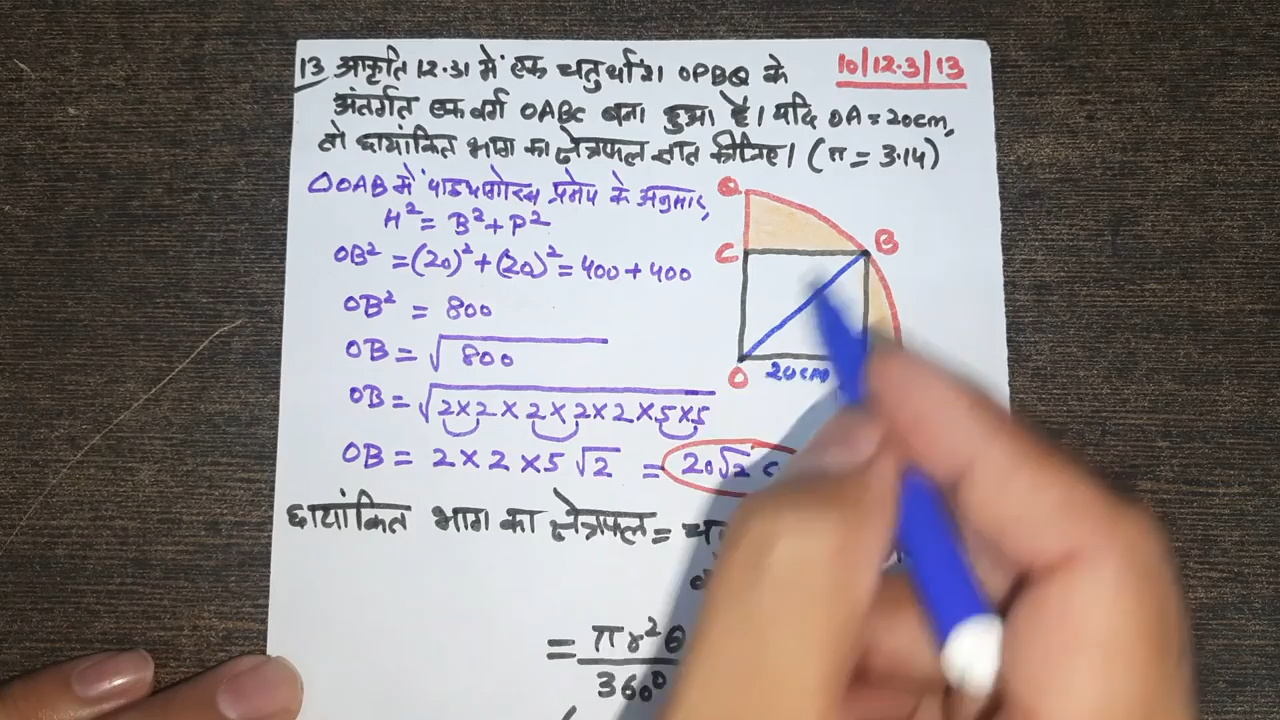 13 आकृति 12.31 में एक चतुर्थांश OPBQ के
10|12.3|13
अंतर्गत एक वर्ग OABC बना हुआ है। यदि OA = 20cm,
तो छायांकित भाग का क्षेत्रफल ज्ञात कीजिए। (π = 3.14)
△OAB में पाइथागोरस प्रमेय के अनुसार,
H² = B² + P²
OB² = (20)² + (20)² = 400 + 400
OB² = 800
OB = √800
OB = √2×2×2×2×2×5×5
OB = 2×2×5√2 = 20√2 c
Q
C
B
O
20cm
छायांकित भाग का क्षेत्रफल =
= πr²θ
360°